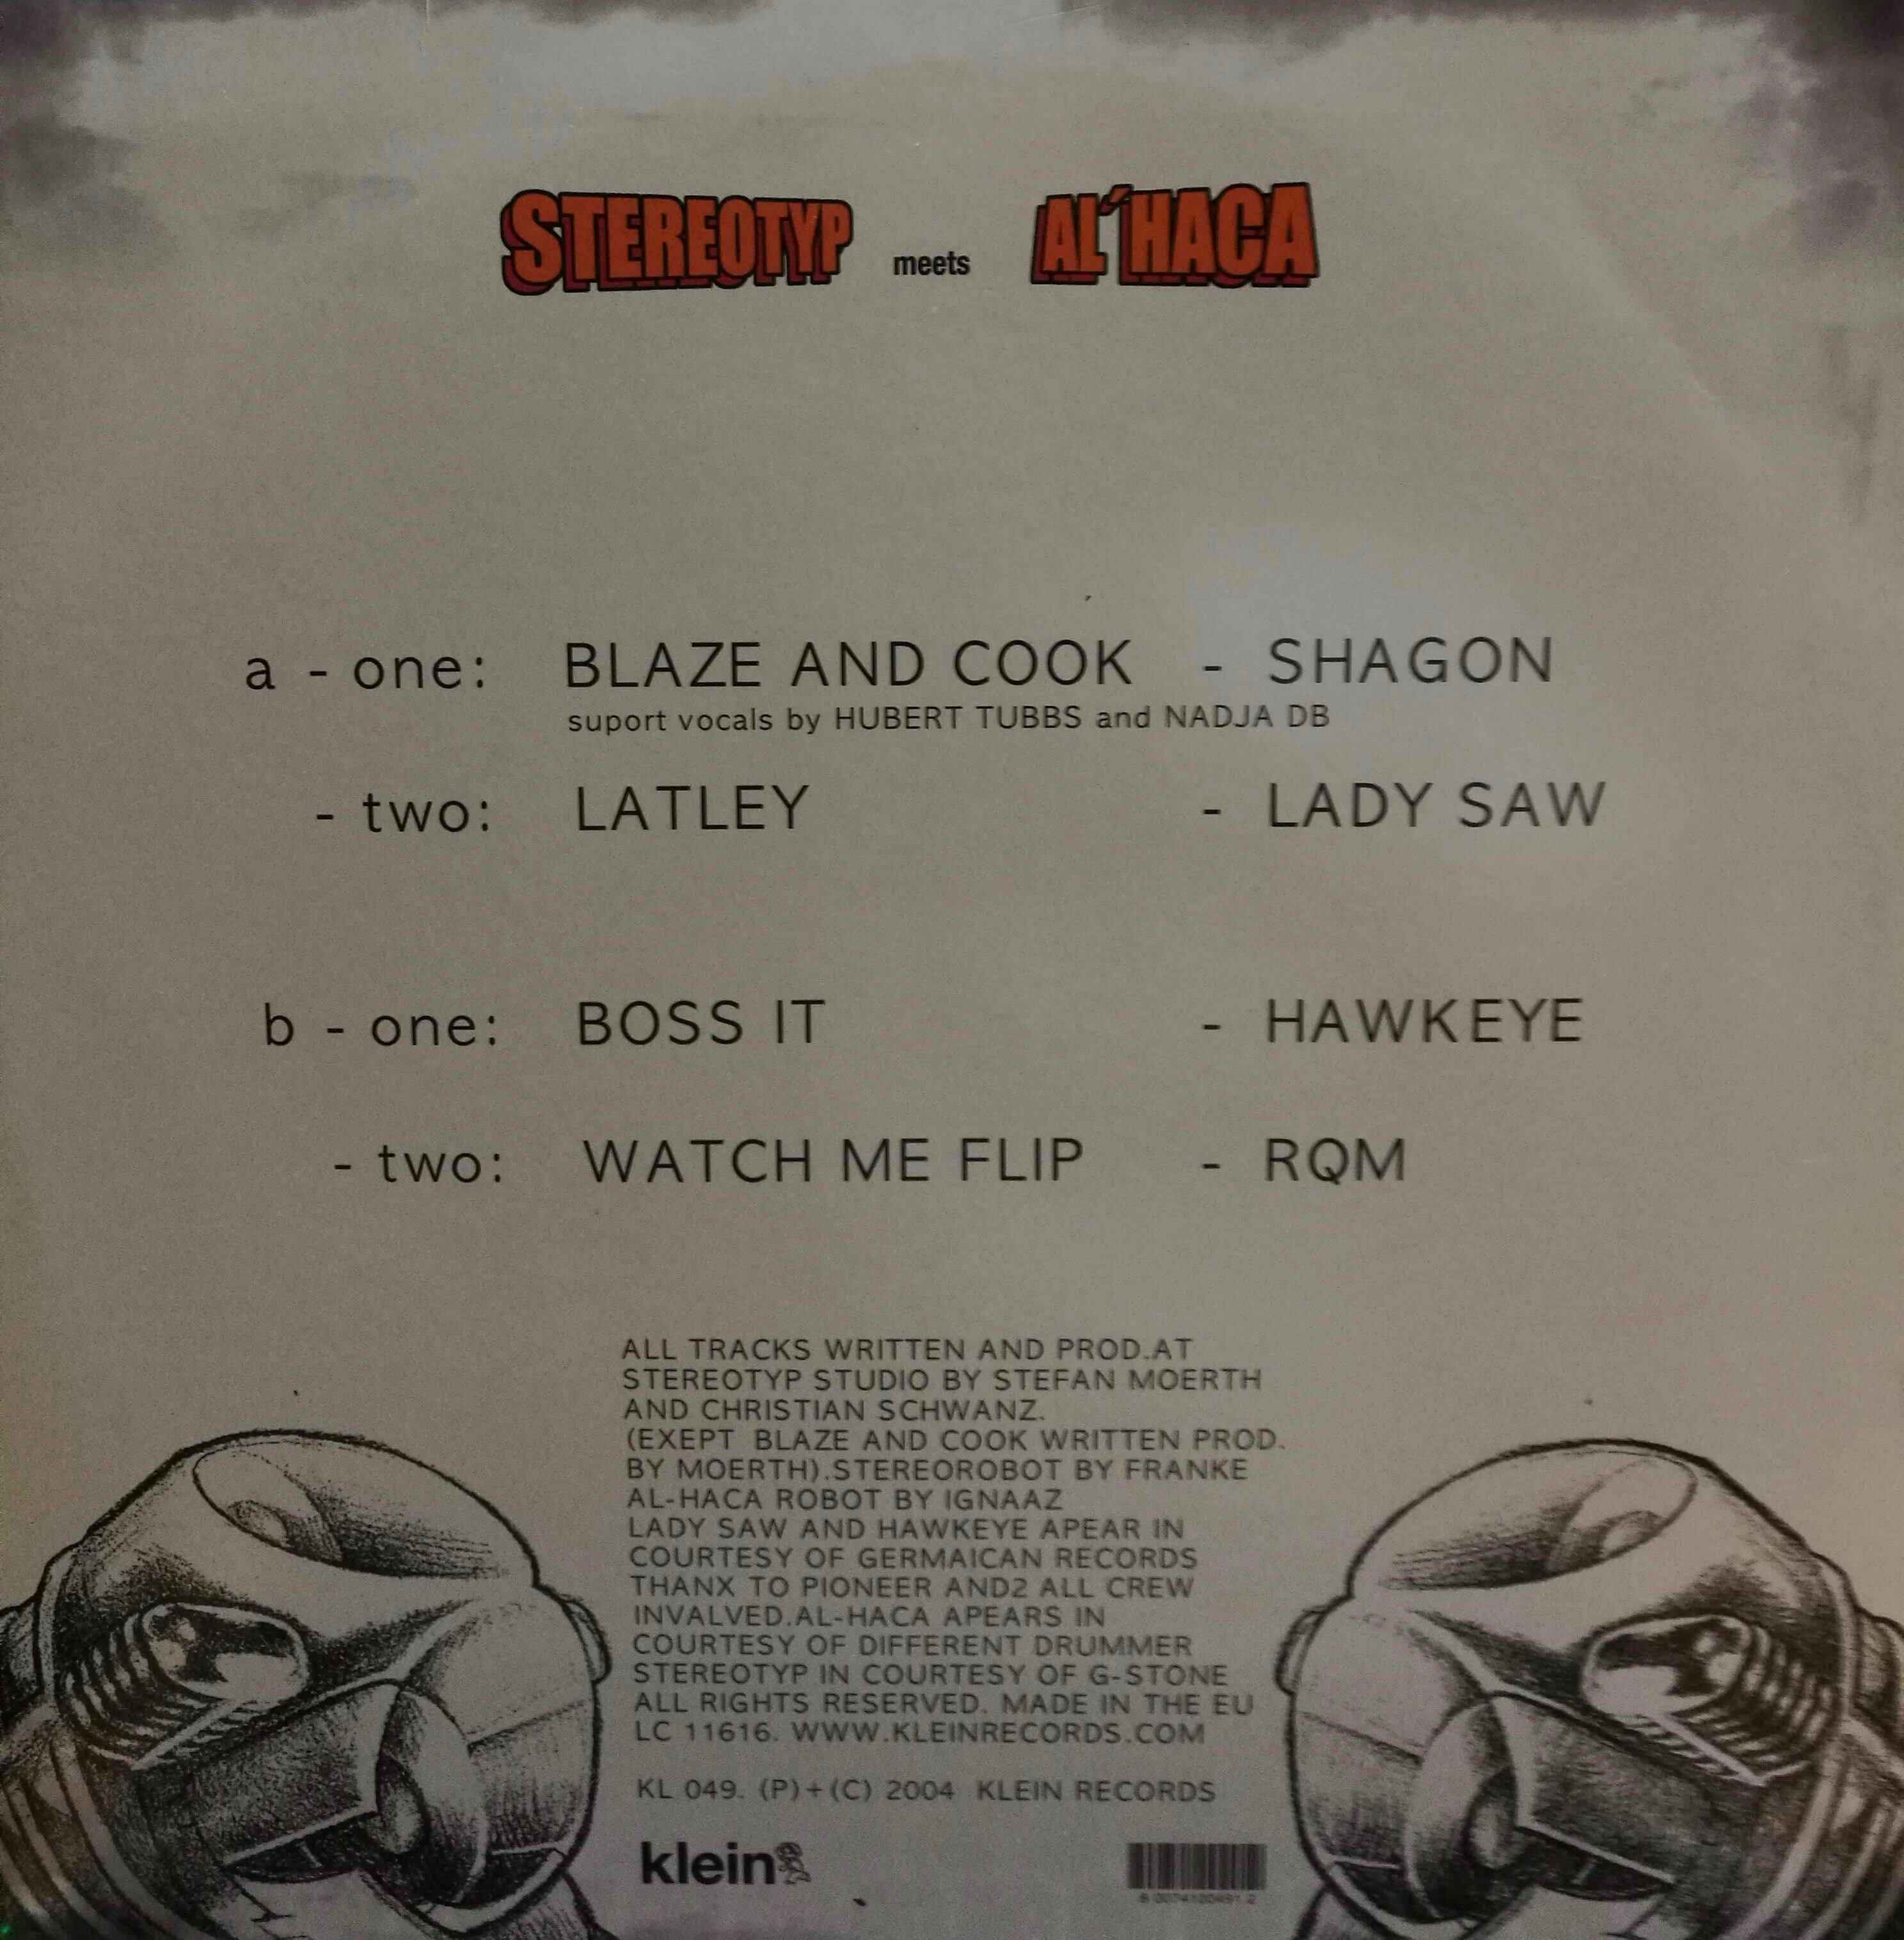 STEREOTYP meets AL´HACA
a - one: BLAZE AND COOK - SHAGON
suport vocals by HUBERT TUBBS and NADJA DB
- two: LATLEY - LADY SAW
b - one: BOSS IT - HAWKEYE
- two: WATCH ME FLIP - RQM
ALL TRACKS WRITTEN AND PROD.AT
STEREOTYP STUDIO BY STEFAN MOERTH
AND CHRISTIAN SCHWANZ.
(EXEPT BLAZE AND COOK WRITTEN PROD.
BY MOERTH).STEREOROBOT BY FRANKE
AL-HACA ROBOT BY IGNAAZ
LADY SAW AND HAWKEYE APEAR IN
COURTESY OF GERMAICAN RECORDS
THANX TO PIONEER AND2 ALL CREW
INVALVED.AL-HACA APEARS IN
COURTESY OF DIFFERENT DRUMMER
STEREOTYP IN COURTESY OF G-STONE
ALL RIGHTS RESERVED. MADE IN THE EU
LC 11616. WWW.KLEINRECORDS.COM
KL 049. (P)+(C) 2004 KLEIN RECORDS
klein